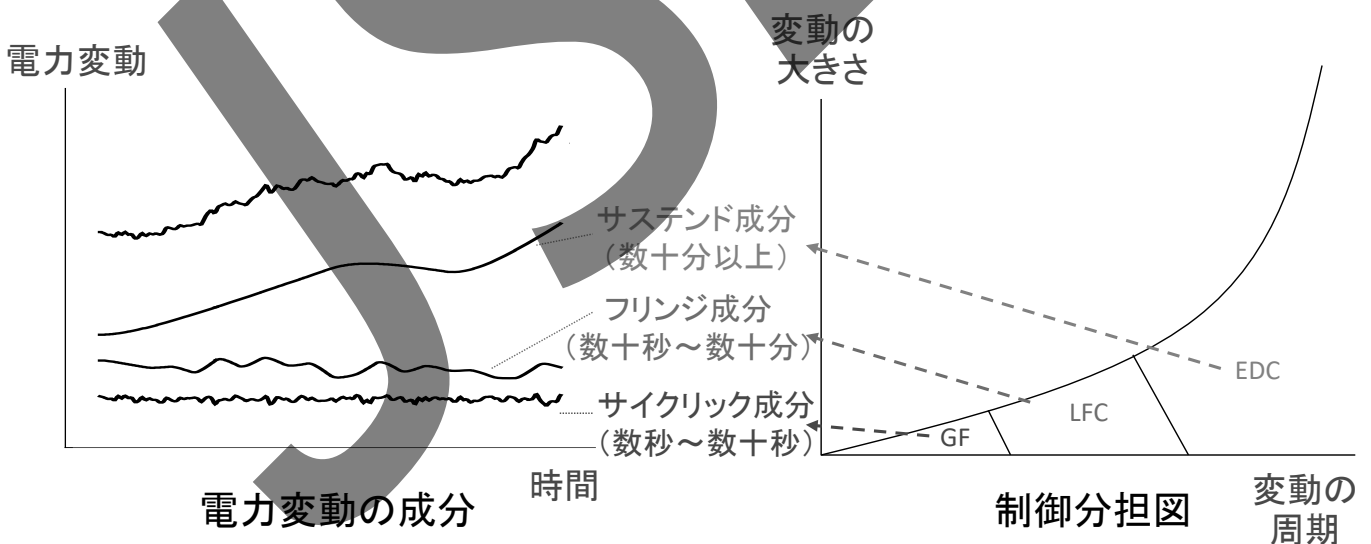 電力変動
サステンド成分
（数十分以上）
フリンジ成分
（数十秒～数十分）
サイクリック成分
（数秒～数十秒）
時間
電力変動の成分
変動の
大きさ
EDC
LFC
GF
変動の
周期
制御分担図